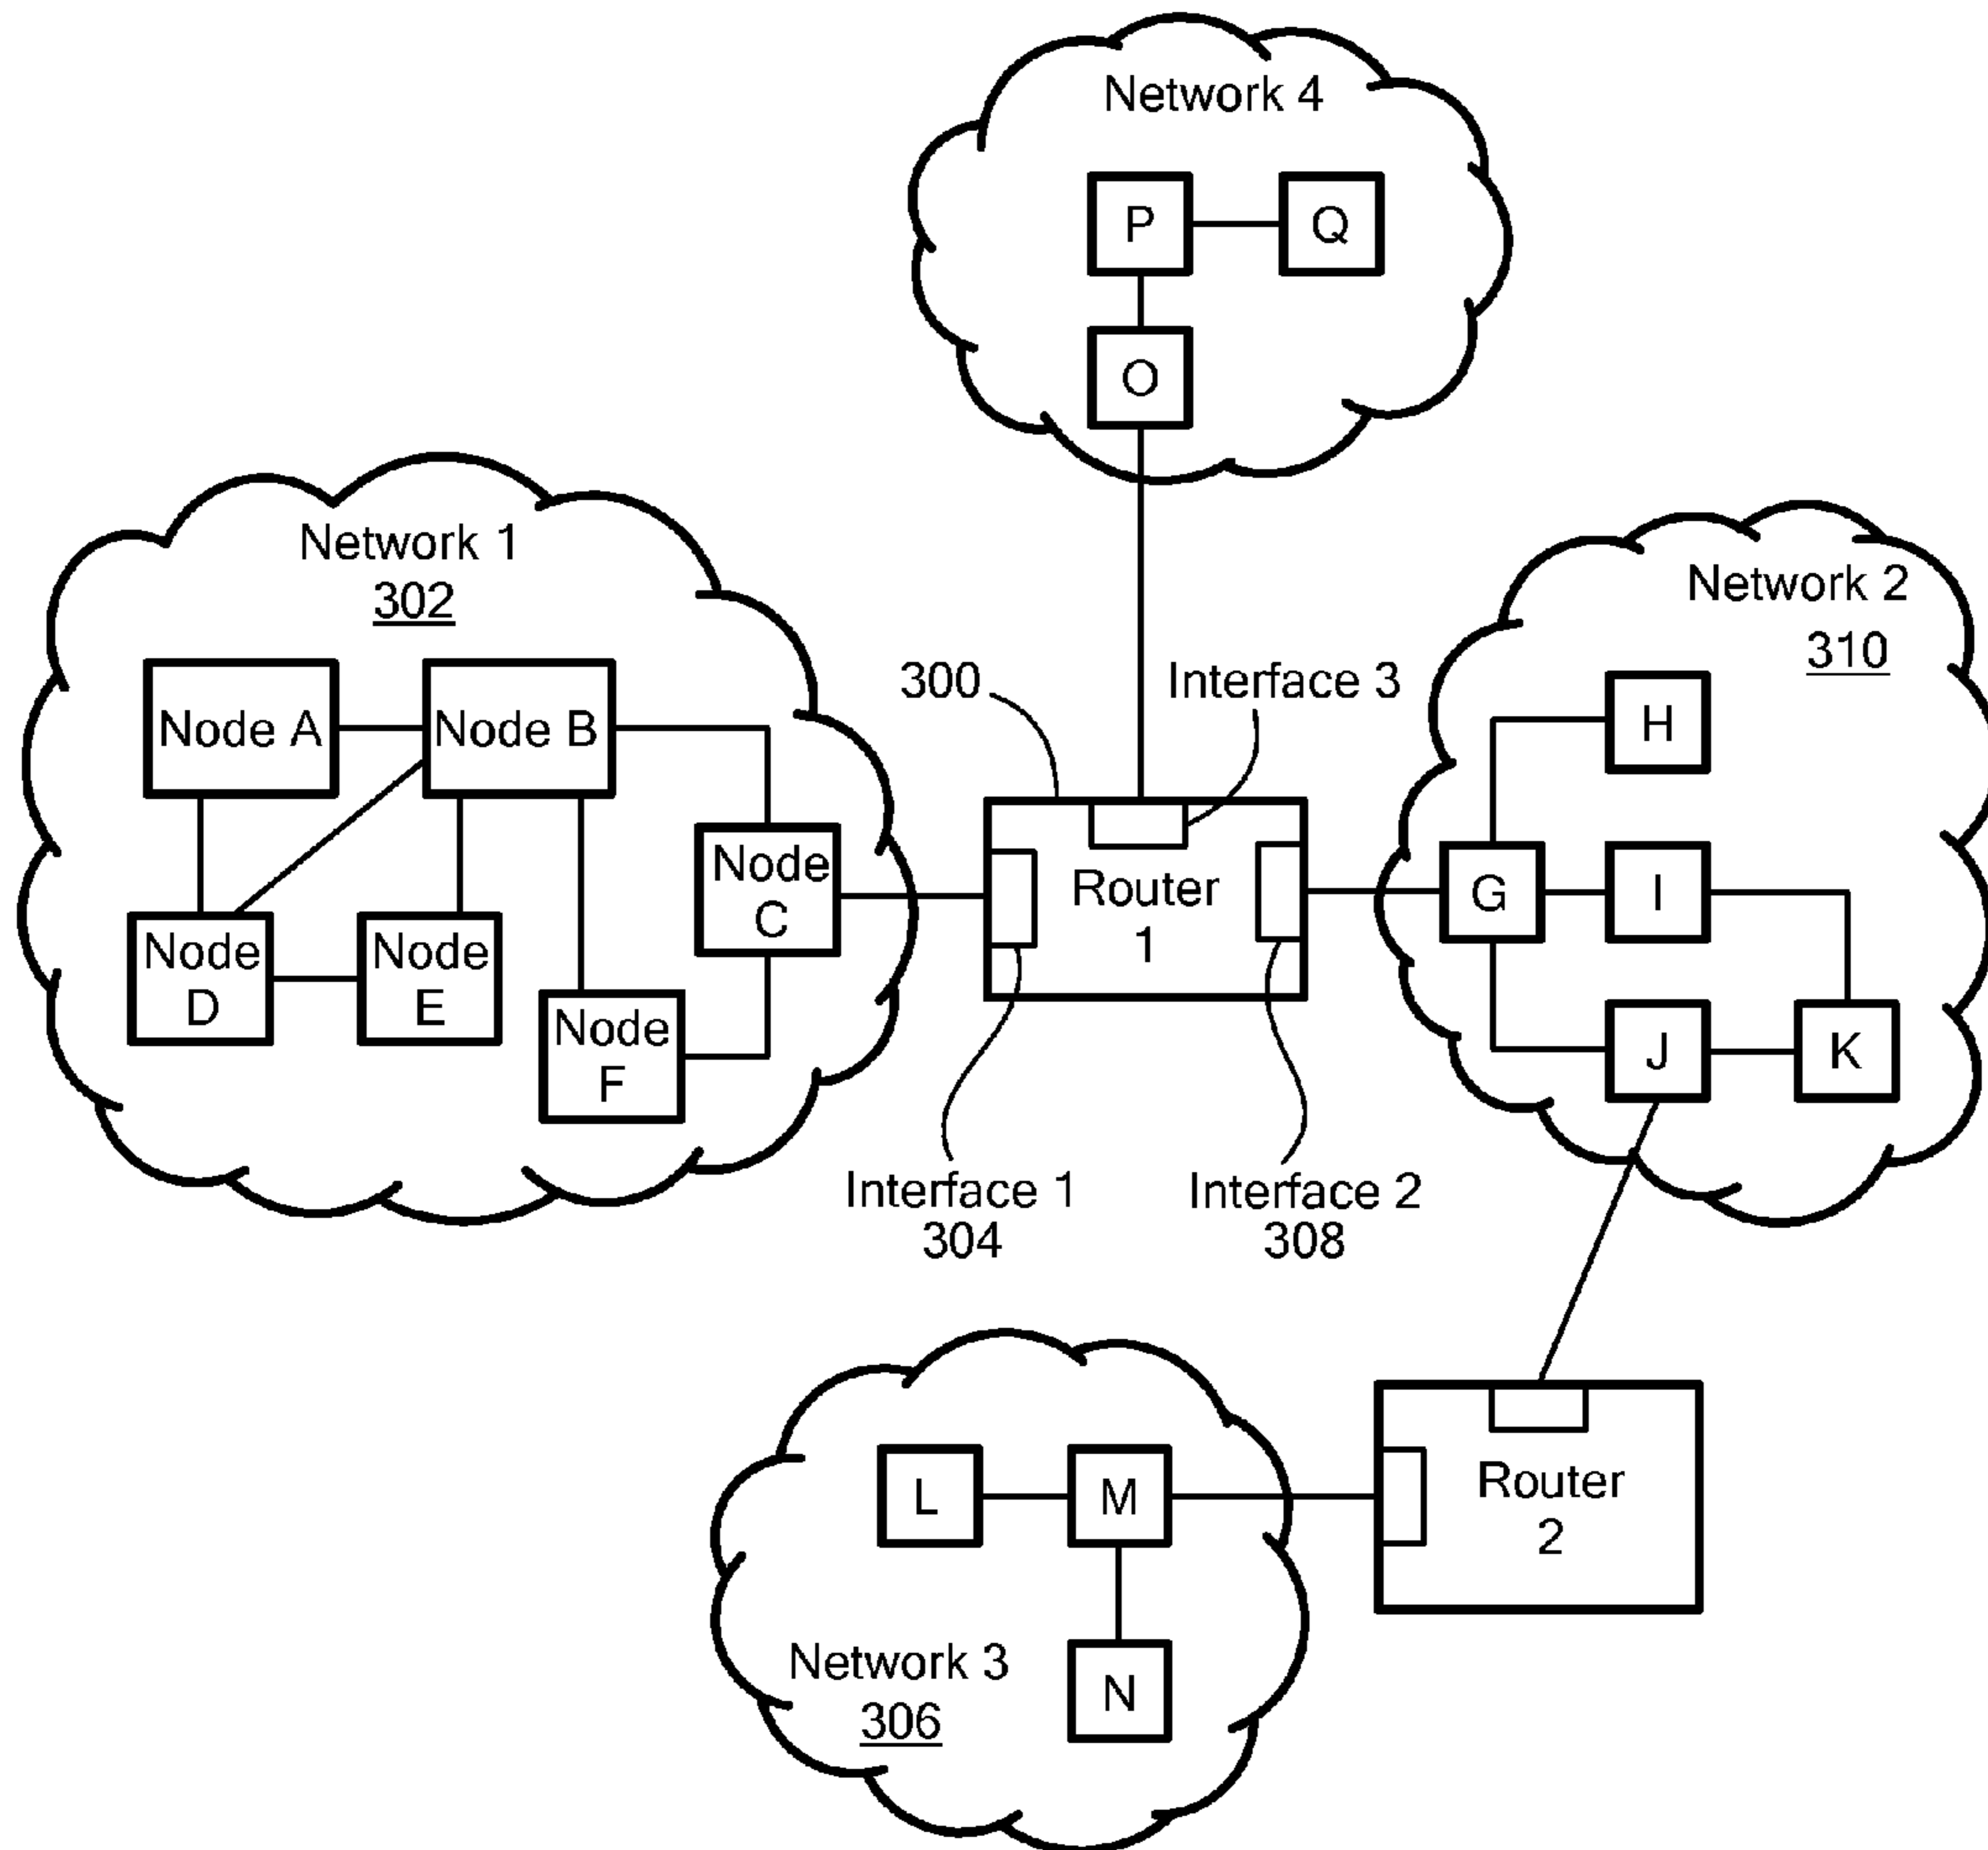 Network 4
P
Q
O
Network 1
302
Node A
Node B
Node
C
Node
D
Node
E
Node
F
300
Interface 3
Router
1
Interface 1
304
Interface 2
308
Network 2
310
H
G
I
J
K
Router
2
L
M
N
Network 3
306